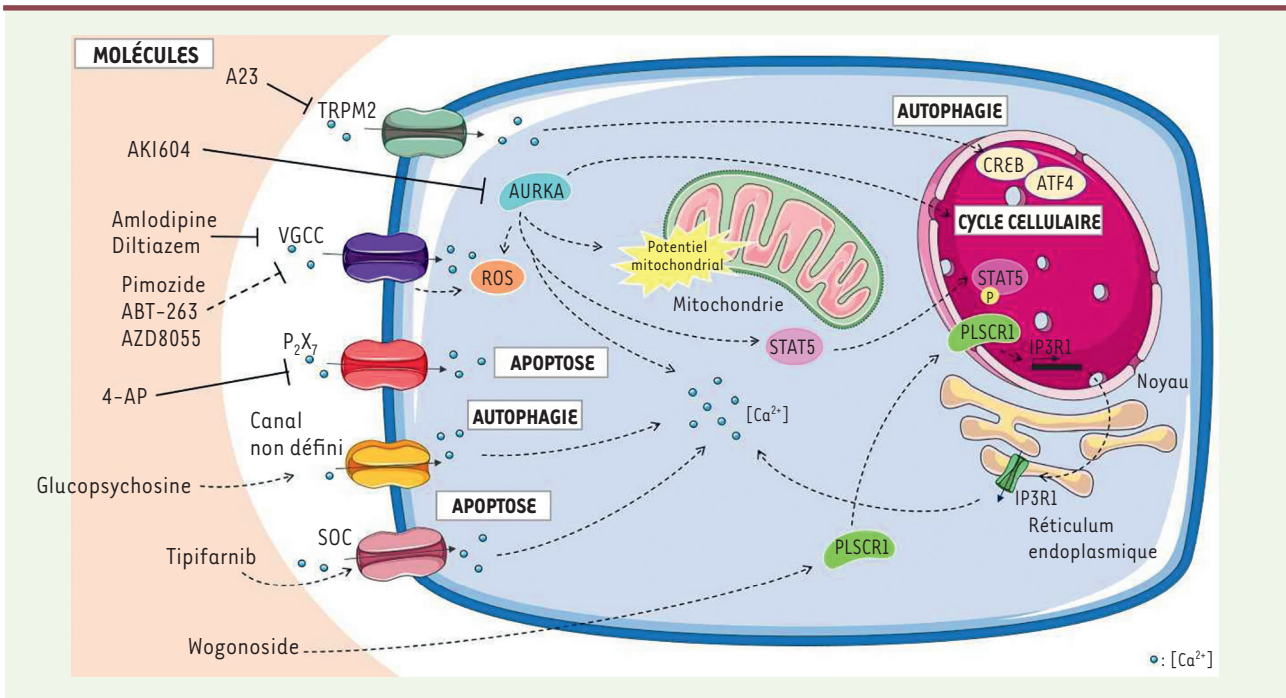 MOLÉCULES
A23
TRPM2
AKI604
AURKA
Amlodipine
Diltiazem
VGCC
Pimozide
ABT-263
AZD8055
ROS
Potentiel
mitochondrial
Mitochondrie
AUTOPHAGIE
CREB
ATF4
CYCLE CELLULAIRE
STAT5
P
PLSCR1
IP3R1
Noyau
STAT5
P₂X₇
4-AP
APOPTOSE
AUTOPHAGIE
Canal
non défini
[Ca²⁺]
Glucopsychosine
APOPTOSE
SOC
Tipifarnib
IP3R1
Réticulum
endoplasmique
PLSCR1
Wogonoside
: [Ca²⁺]